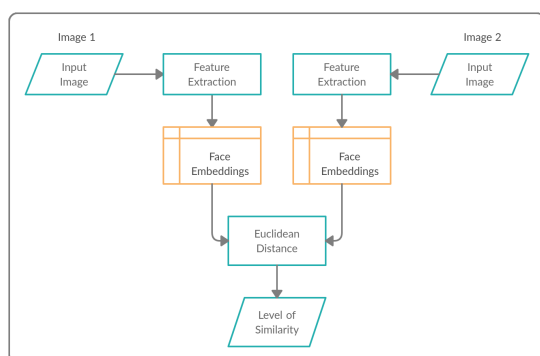 Image 1
Image 2
Input
Image
Feature
Extraction
Feature
Extraction
Input
Image
Face
Embeddings
Face
Embeddings
Euclidean
Distance
Level of
Similarity